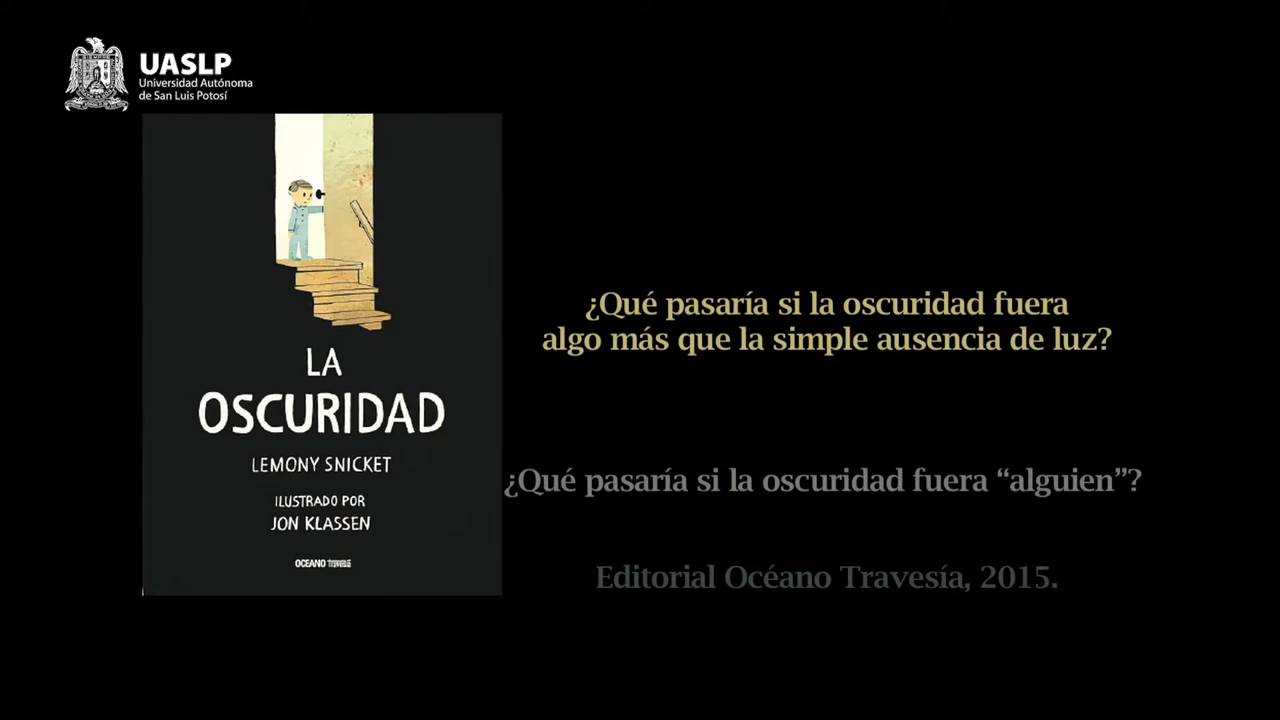 UASLP
Universidad Autónoma
de San Luis Potosí
LA
OSCURIDAD
LEMONY SNICKET
ILUSTRADO POR
JON KLASSEN
OCEANO Travesía
¿Qué pasaría si la oscuridad fuera
algo más que la simple ausencia de luz?
¿Qué pasaría si la oscuridad fuera “alguien”?
Editorial Océano Travesía, 2015.